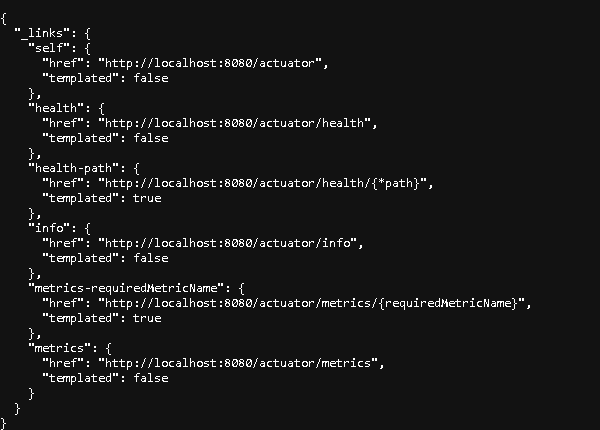 {
  "_links": {
    "self": {
      "href": "http://localhost:8080/actuator",
      "templated": false
    },
    "health": {
      "href": "http://localhost:8080/actuator/health",
      "templated": false
    },
    "health-path": {
      "href": "http://localhost:8080/actuator/health/{*path}",
      "templated": true
    },
    "info": {
      "href": "http://localhost:8080/actuator/info",
      "templated": false
    },
    "metrics-requiredMetricName": {
      "href": "http://localhost:8080/actuator/metrics/{requiredMetricName}",
      "templated": true
    },
    "metrics": {
      "href": "http://localhost:8080/actuator/metrics",
      "templated": false
    }
  }
}